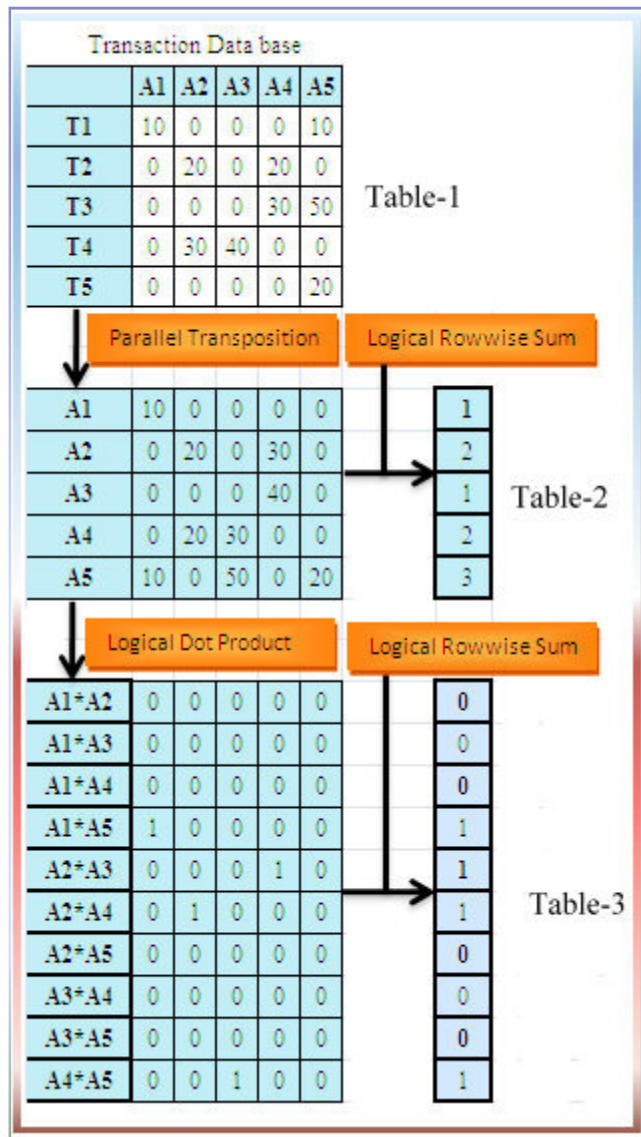 Transaction Data base
A1 A2 A3 A4 A5
T1 10 0 0 0 10
T2 0 20 0 20 0
T3 0 0 0 30 50
T4 0 30 40 0 0
T5 0 0 0 0 20
Table-1
Parallel Transposition
Logical Rowwise Sum
A1 10 0 0 0 0 1
A2 0 20 0 30 0 2
A3 0 0 0 40 0 1
A4 0 20 30 0 0 2
A5 10 0 50 0 20 3
Table-2
Logical Dot Product
Logical Rowwise Sum
A1*A2 0 0 0 0 0 0
A1*A3 0 0 0 0 0 0
A1*A4 0 0 0 0 0 0
A1*A5 1 0 0 0 0 1
A2*A3 0 0 0 1 0 1
A2*A4 0 1 0 0 0 1
A2*A5 0 0 0 0 0 0
A3*A4 0 0 0 0 0 0
A3*A5 0 0 0 0 0 0
A4*A5 0 0 1 0 0 1
Table-3